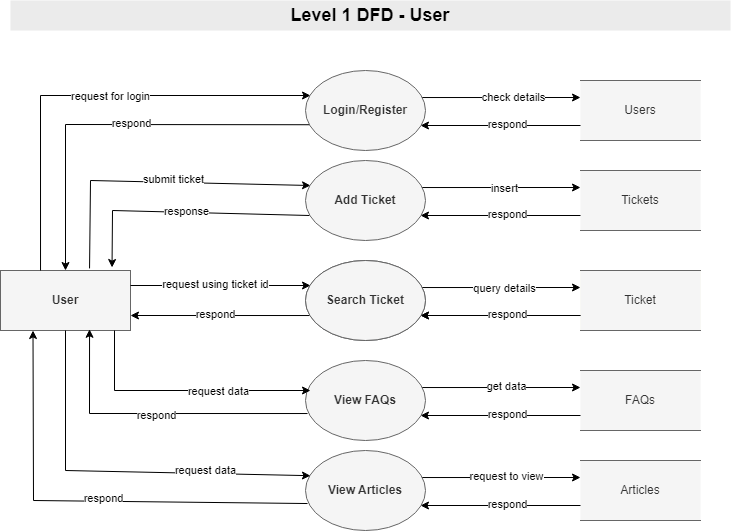 Level 1 DFD - User
request for login
Login/Register
check details
Users
respond
respond
submit ticket
Add Ticket
insert
Tickets
response
respond
User
request using ticket id
Search Ticket
query details
Ticket
respond
respond
request data
View FAQs
get data
FAQs
respond
respond
request data
View Articles
request to view
Articles
respond
respond